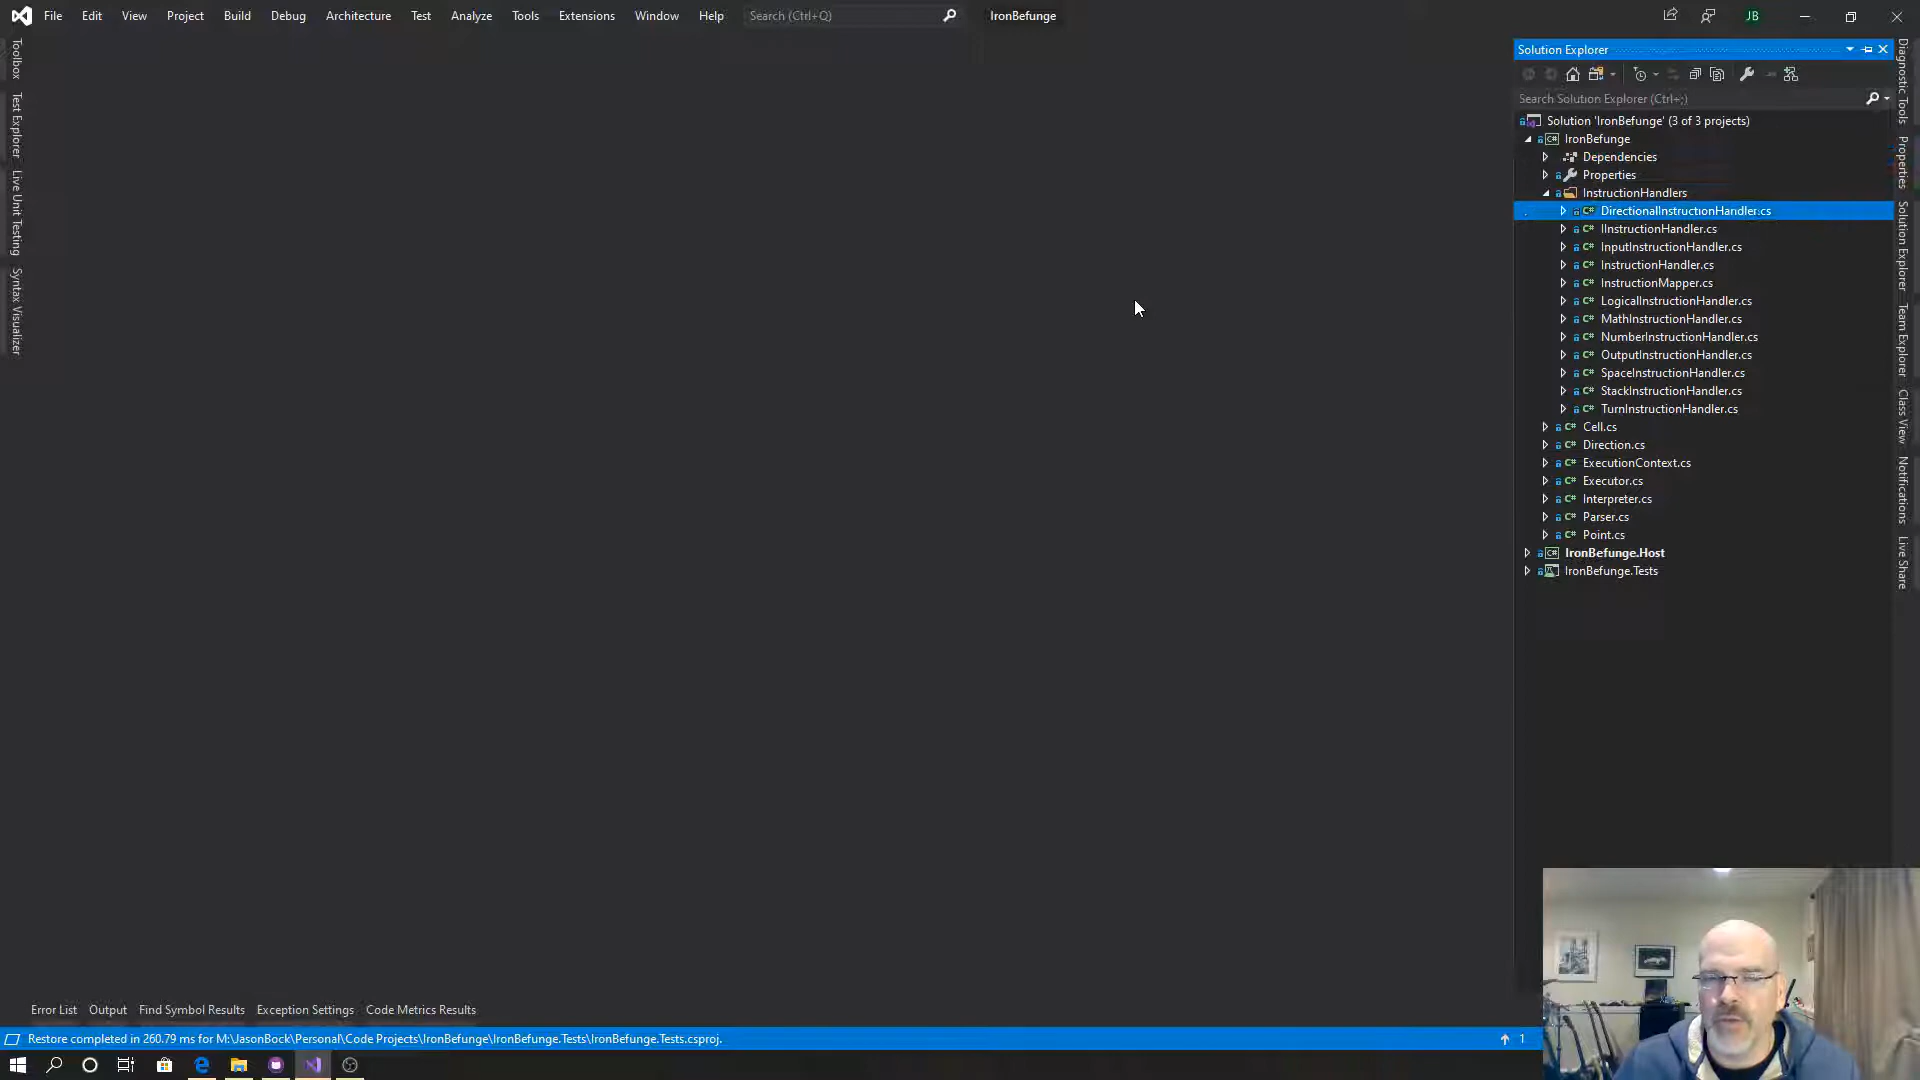 File Edit View Project Build Debug Architecture Test Analyze Tools Extensions Window Help Search (Ctrl+Q) IronBefunge JB
Toolbox
Test Explorer
Live Unit Testing
Syntax Visualizer
Solution Explorer
Search Solution Explorer (Ctrl+;)
Solution 'IronBefunge' (3 of 3 projects)
C# IronBefunge
Dependencies
Properties
InstructionHandlers
C# DirectionalInstructionHandler.cs
C# IInstructionHandler.cs
C# InputInstructionHandler.cs
C# InstructionHandler.cs
C# InstructionMapper.cs
C# LogicalInstructionHandler.cs
C# MathInstructionHandler.cs
C# NumberInstructionHandler.cs
C# OutputInstructionHandler.cs
C# SpaceInstructionHandler.cs
C# StackInstructionHandler.cs
C# TurnInstructionHandler.cs
C# Cell.cs
C# Direction.cs
C# ExecutionContext.cs
C# Executor.cs
C# Interpreter.cs
C# Parser.cs
C# Point.cs
C# IronBefunge.Host
IronBefunge.Tests
Diagnostic Tools
Properties
Solution Explorer
Team Explorer
Class View
Notifications
Live Share
Error List Output Find Symbol Results Exception Settings Code Metrics Results
Restore completed in 260.79 ms for M:\JasonBock\Personal\Code Projects\IronBefunge\IronBefunge.Tests\IronBefunge.Tests.csproj. 1